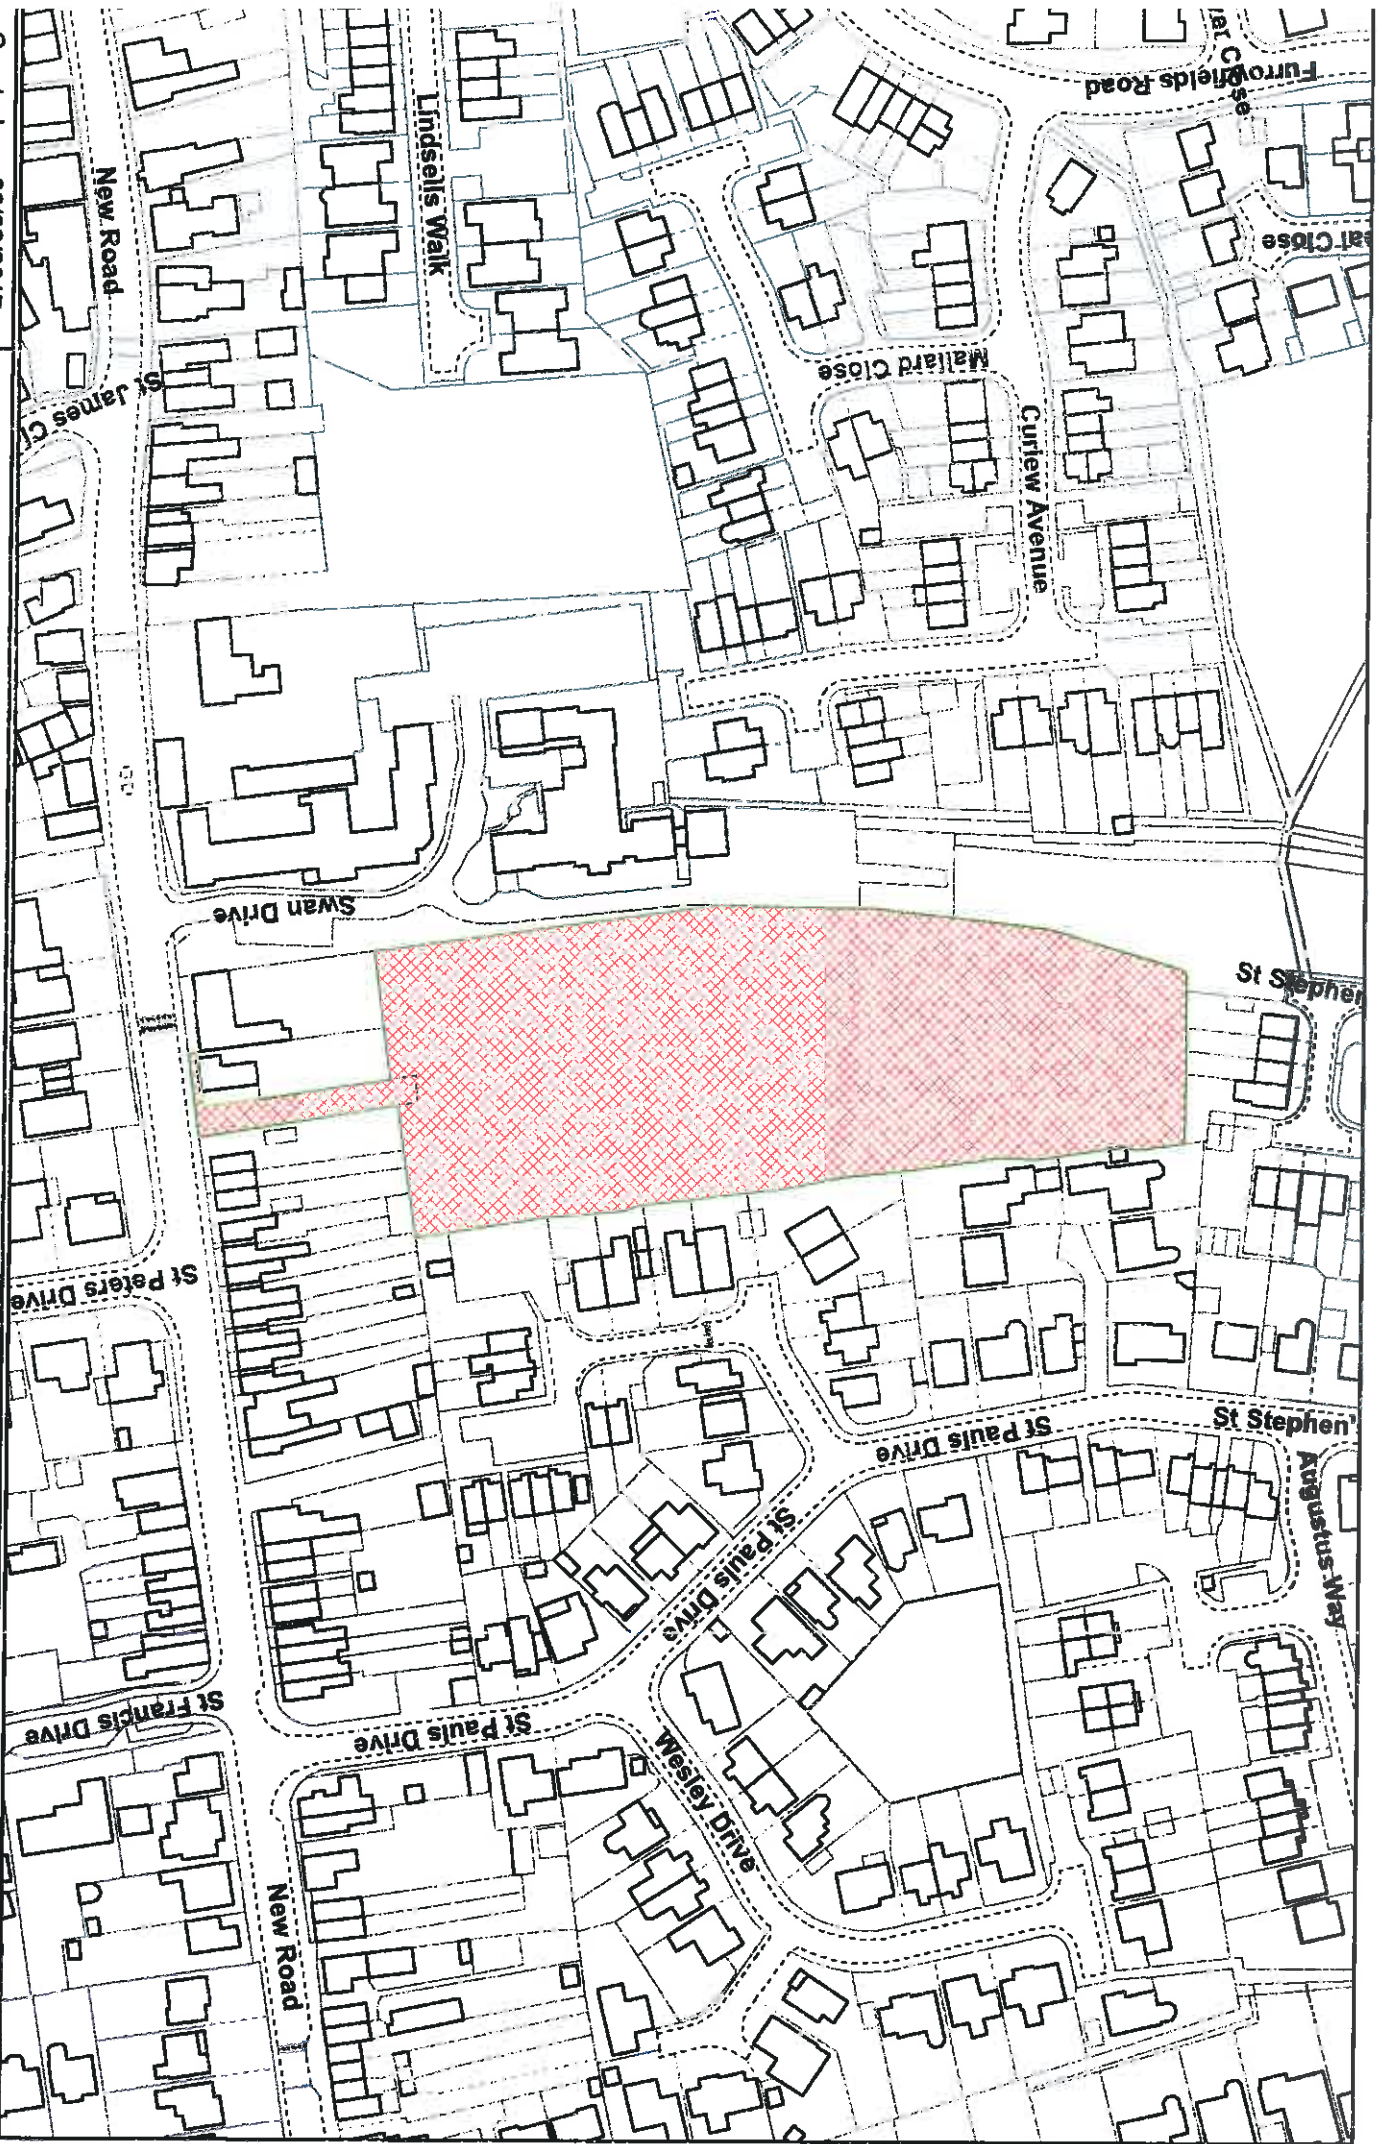 Furrowfields Road
Lindsells Walk
New Road
St James Cl
Mallard Close
Curlew Avenue
Swan Drive
St Stephen
St Peters Drive
St Pauls Drive
St Stephen'
Augustus Way
St Pauls Drive
St Francis Drive
St Pauls Drive
Wesley Drive
New Road